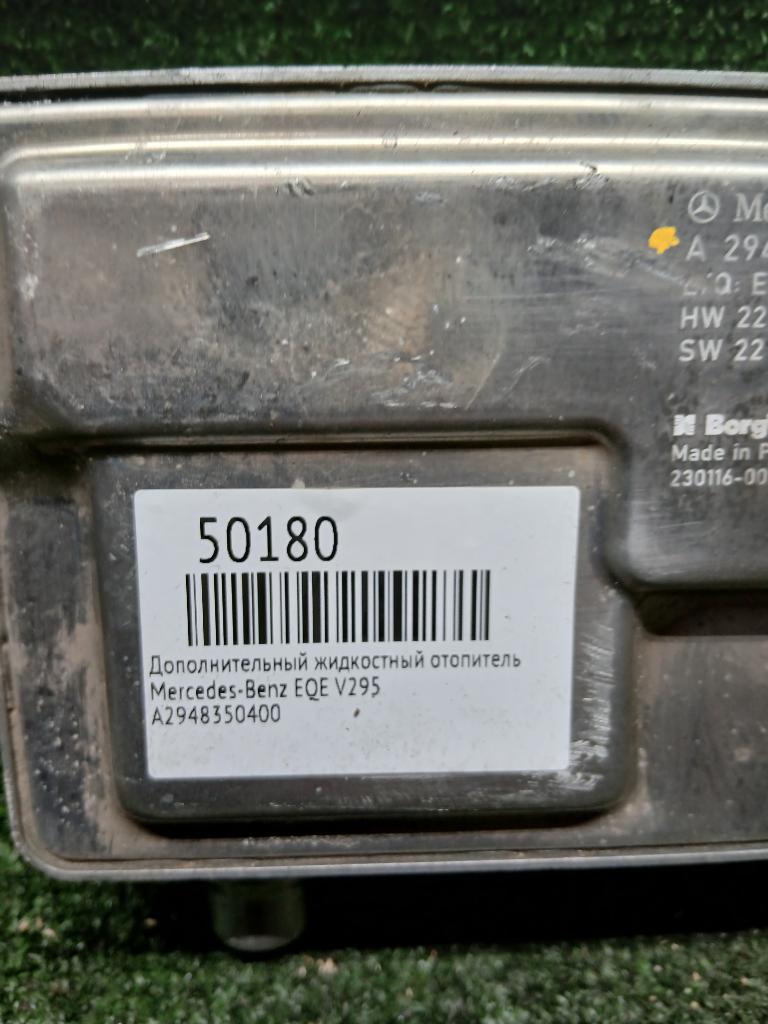 A 294
HW 22
SW 22
Borg
Made in P
230116-00
50180
Дополнительный жидкостный отопитель
Mercedes-Benz EQE V295
A2948350400